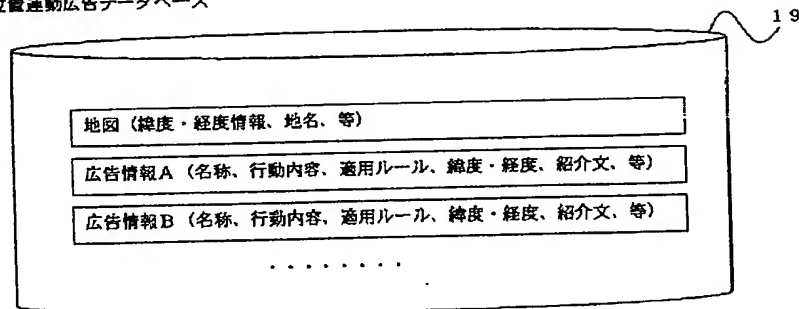 位置連動広告データベース
19
地図（緯度・経度情報、地名、等）
広告情報A（名称、行動内容、適用ルール、緯度・経度、紹介文、等）
広告情報B（名称、行動内容、適用ルール、緯度・経度、紹介文、等）
・・・・・・・・